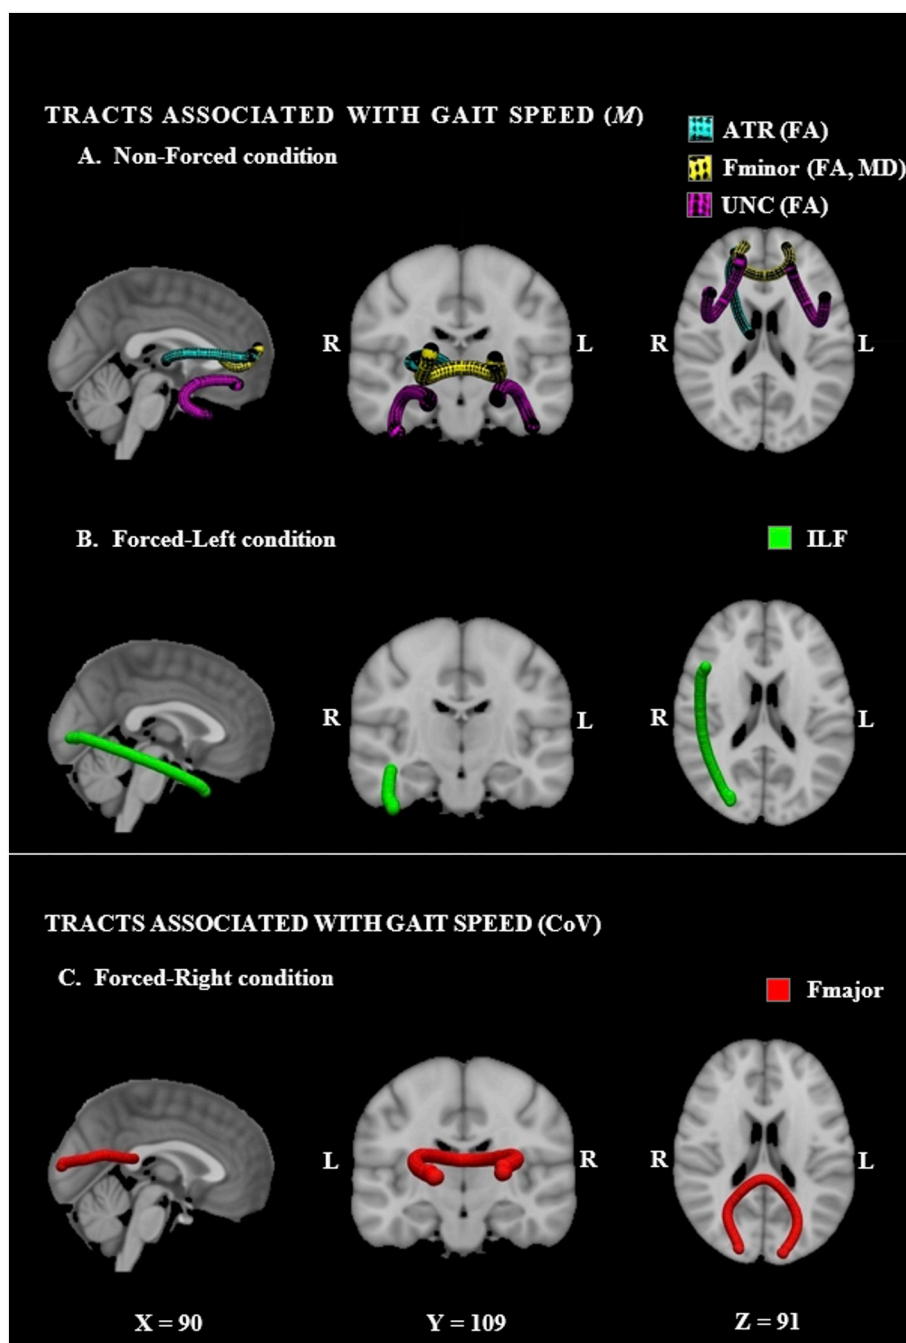 TRACTS ASSOCIATED WITH GAIT SPEED (M)
ATR (FA)
A. Non-Forced condition
Fminor (FA, MD)
UNC (FA)
R
L
R
L
B. Forced-Left condition
ILF
R
L
R
L
TRACTS ASSOCIATED WITH GAIT SPEED (CoV)
C. Forced-Right condition
Fmajor
L
R
R
L
X = 90
Y = 109
Z = 91